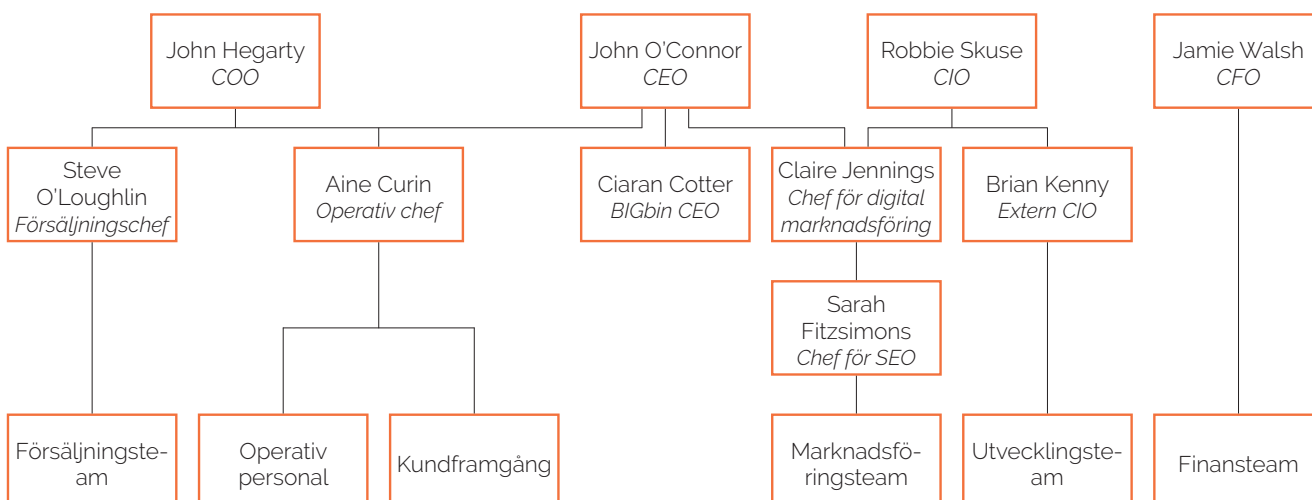 John Hegarty
COO
John O'Connor
CEO
Robbie Skuse
CIO
Jamie Walsh
CFO
Steve
O'Loughlin
Försäljningschef
Aine Curin
Operativ chef
Ciaran Cotter
BIGbin CEO
Claire Jennings
Chef för digital
marknadsföring
Brian Kenny
Extern CIO
Sarah
Fitzsimons
Chef för SEO
Försäljningste-
am
Operativ
personal
Kundframgång
Marknadsfö-
ringsteam
Utvecklingste-
am
Finansteam